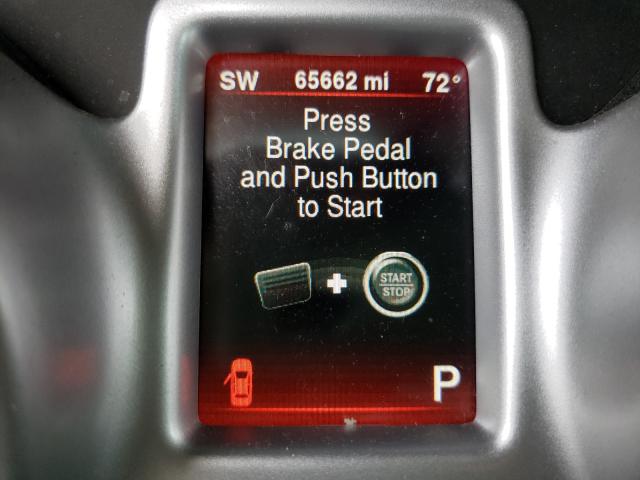 SW 65662 mi 72°
Press
Brake Pedal
and Push Button
to Start
START
STOP
P